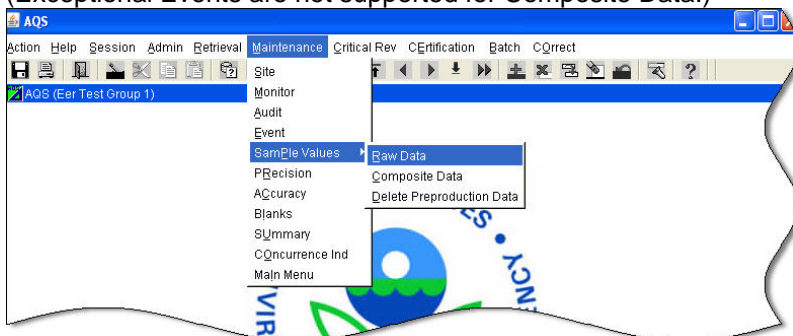 (Exceptional Events are not supported for Composite Data.)
AQS
Action Help Session Admin Retrieval Maintenance Critical Rev CErtification Batch COrrect
AQS (Eer Test Group 1)
Site
Monitor
Audit
Event
SamPle Values
Raw Data
PRecision
Composite Data
ACcuracy
Delete Preproduction Data
Blanks
SUmmary
COncurrence Ind
MaIn Menu